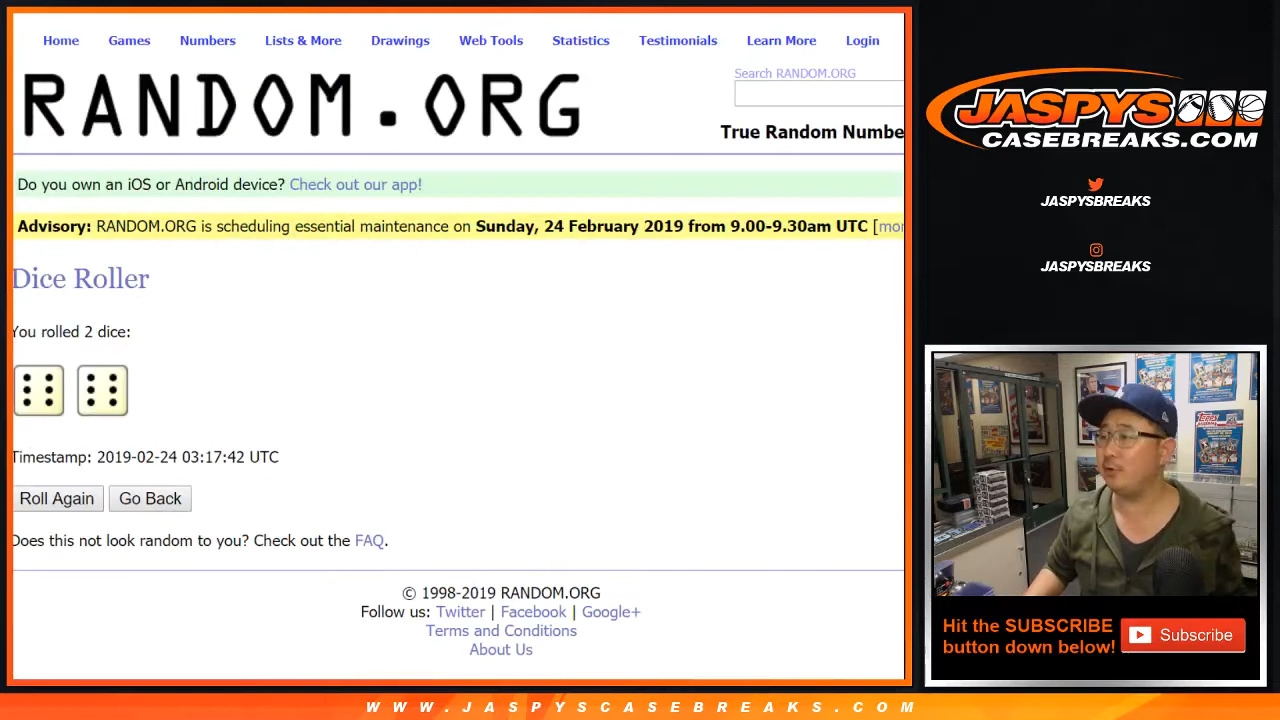 Home Games Numbers Lists & More Drawings Web Tools Statistics Testimonials Learn More Login
RANDOM.ORG
Search RANDOM.ORG
True Random Numbe
Do you own an iOS or Android device? Check out our app!
Advisory: RANDOM.ORG is scheduling essential maintenance on Sunday, 24 February 2019 from 9.00-9.30am UTC [mor
Dice Roller
You rolled 2 dice:
Timestamp: 2019-02-24 03:17:42 UTC
Roll Again Go Back
Does this not look random to you? Check out the FAQ.
© 1998-2019 RANDOM.ORG
Follow us: Twitter | Facebook | Google+
Terms and Conditions
About Us
JASPYS
CASEBREAKS.COM
JASPYSBREAKS
JASPYSBREAKS
Hit the SUBSCRIBE
button down below!
Subscribe
WWW.JASPYSCASEBREAKS.COM